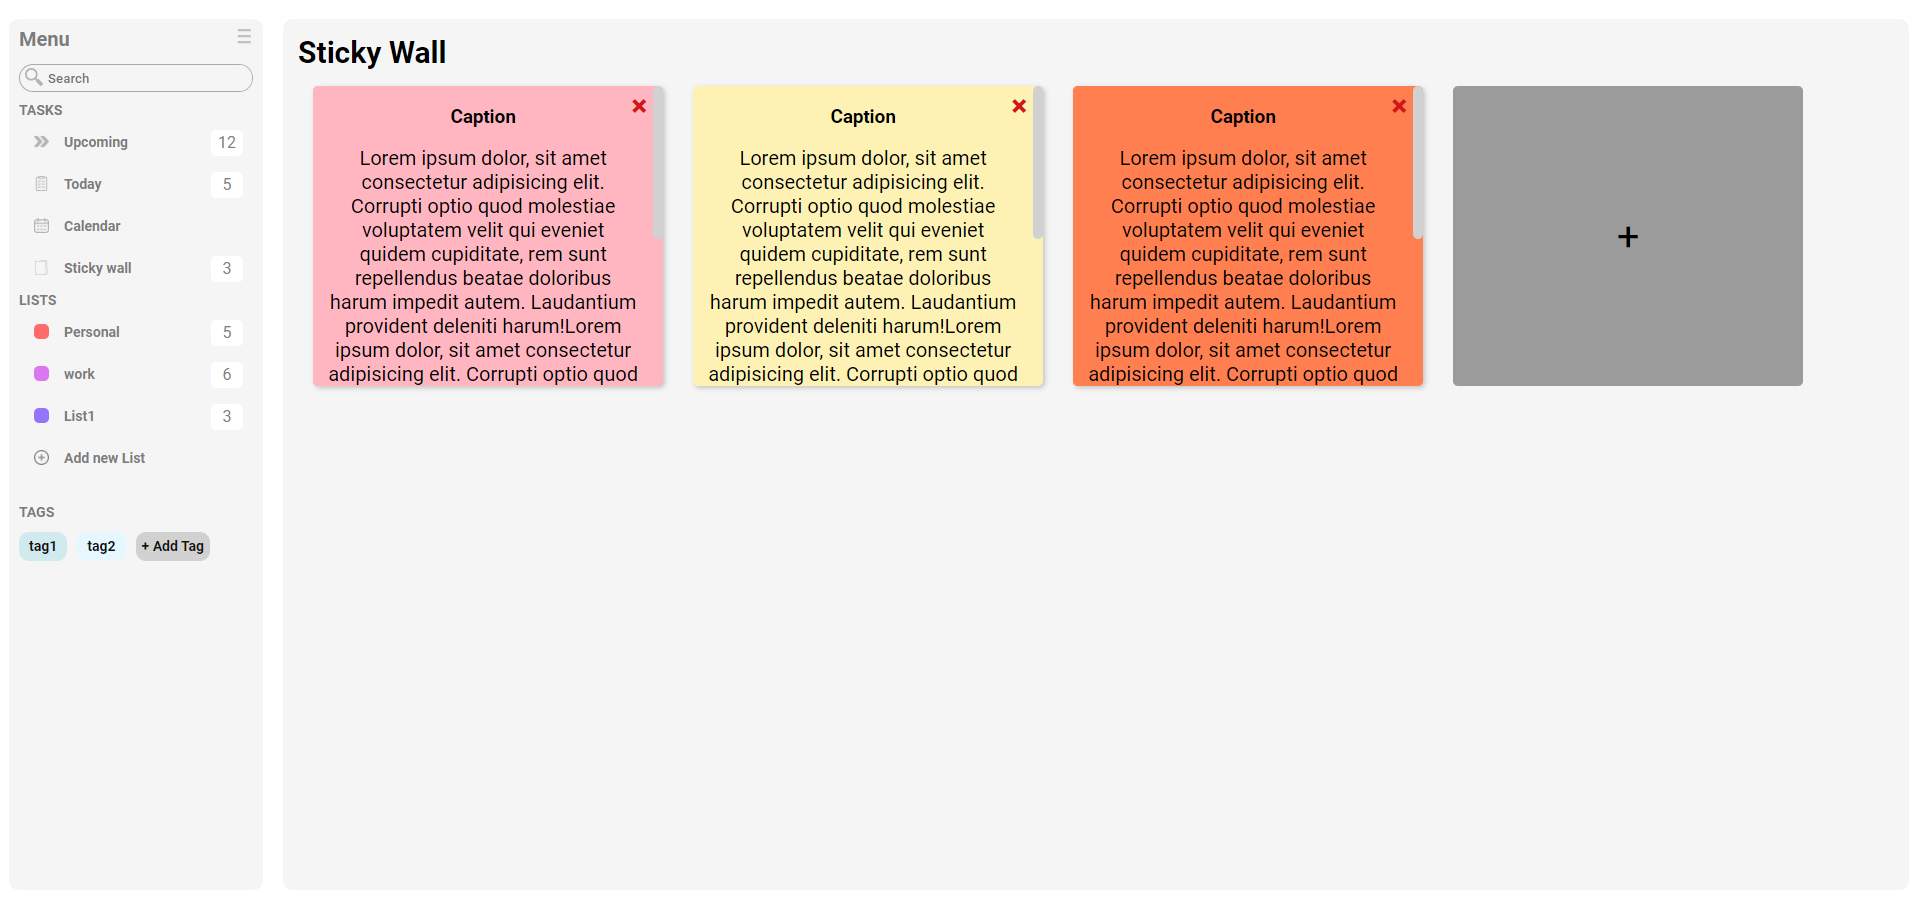 Menu
Search
TASKS
Upcoming 12
Today 5
Calendar
Sticky wall 3
LISTS
Personal 5
work 6
List1 3
Add new List
TAGS
tag1 tag2 + Add Tag
Sticky Wall
Caption
Lorem ipsum dolor, sit amet
consectetur adipisicing elit.
Corrupti optio quod molestiae
voluptatem velit qui eveniet
quidem cupiditate, rem sunt
repellendus beatae doloribus
harum impedit autem. Laudantium
provident deleniti harum!Lorem
ipsum dolor, sit amet consectetur
adipisicing elit. Corrupti optio quod
Caption
Lorem ipsum dolor, sit amet
consectetur adipisicing elit.
Corrupti optio quod molestiae
voluptatem velit qui eveniet
quidem cupiditate, rem sunt
repellendus beatae doloribus
harum impedit autem. Laudantium
provident deleniti harum!Lorem
ipsum dolor, sit amet consectetur
adipisicing elit. Corrupti optio quod
Caption
Lorem ipsum dolor, sit amet
consectetur adipisicing elit.
Corrupti optio quod molestiae
voluptatem velit qui eveniet
quidem cupiditate, rem sunt
repellendus beatae doloribus
harum impedit autem. Laudantium
provident deleniti harum!Lorem
ipsum dolor, sit amet consectetur
adipisicing elit. Corrupti optio quod
+